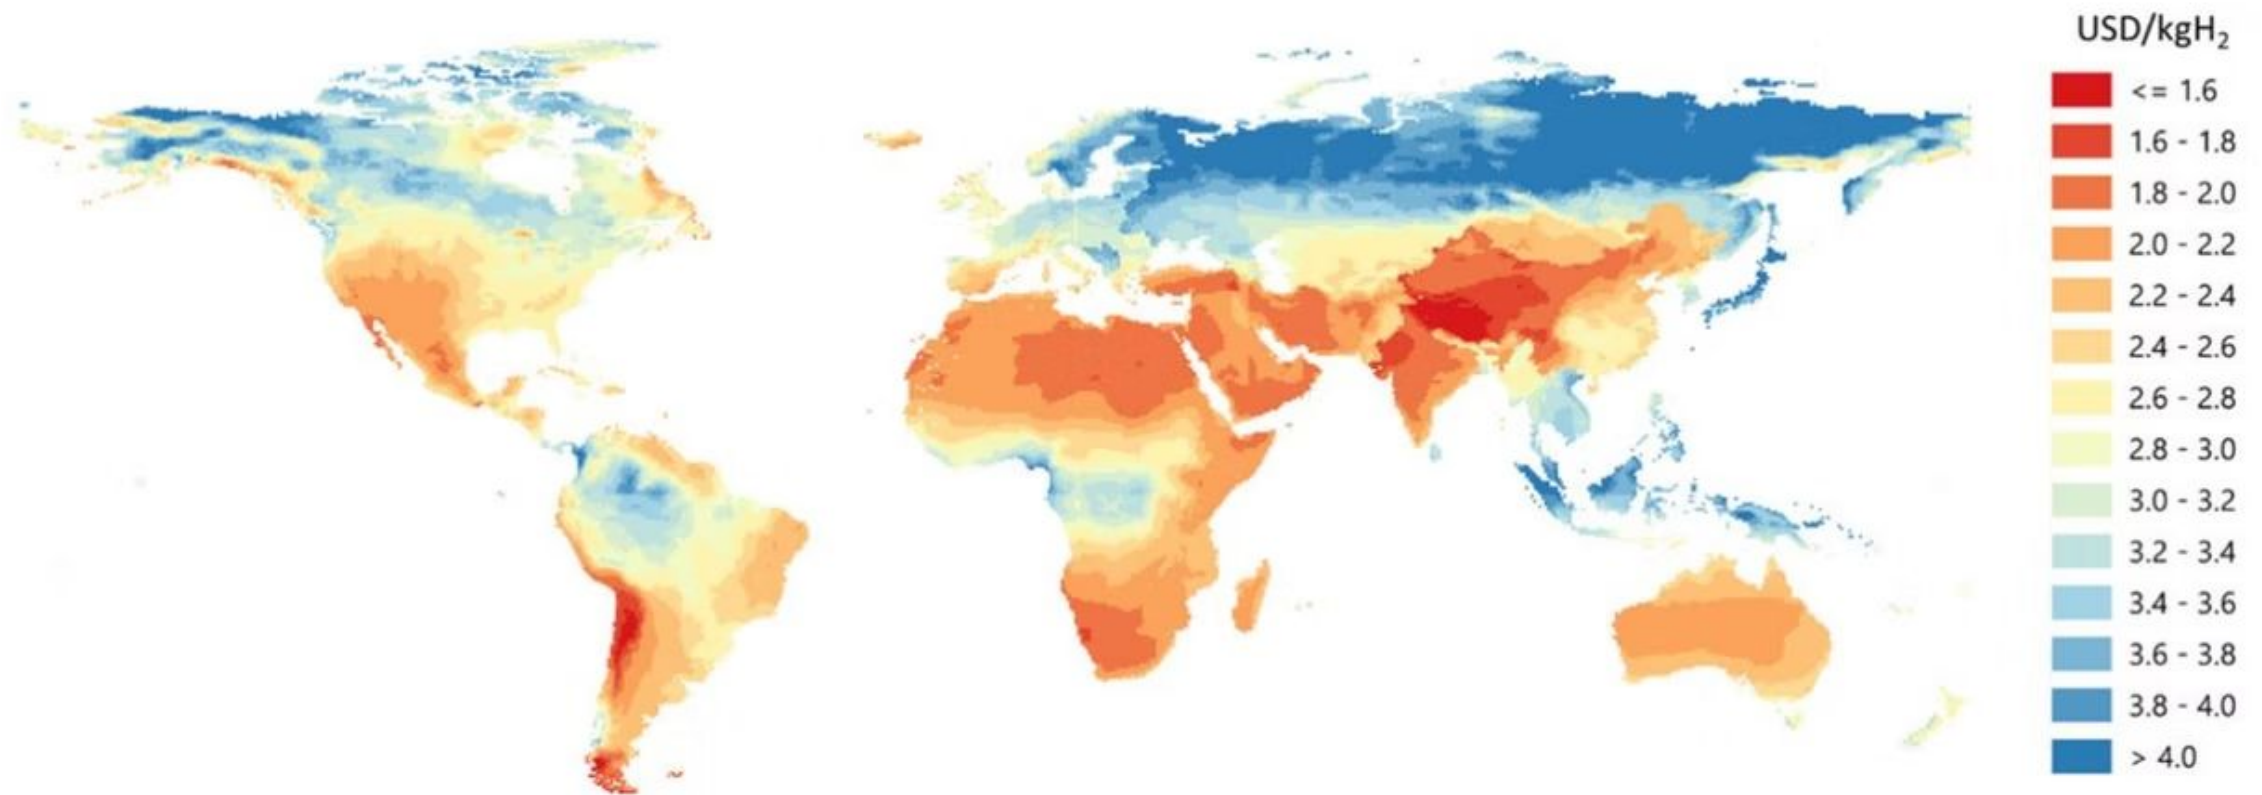 USD/kgH₂
<= 1.6
1.6 - 1.8
1.8 - 2.0
2.0 - 2.2
2.2 - 2.4
2.4 - 2.6
2.6 - 2.8
2.8 - 3.0
3.0 - 3.2
3.2 - 3.4
3.4 - 3.6
3.6 - 3.8
3.8 - 4.0
> 4.0